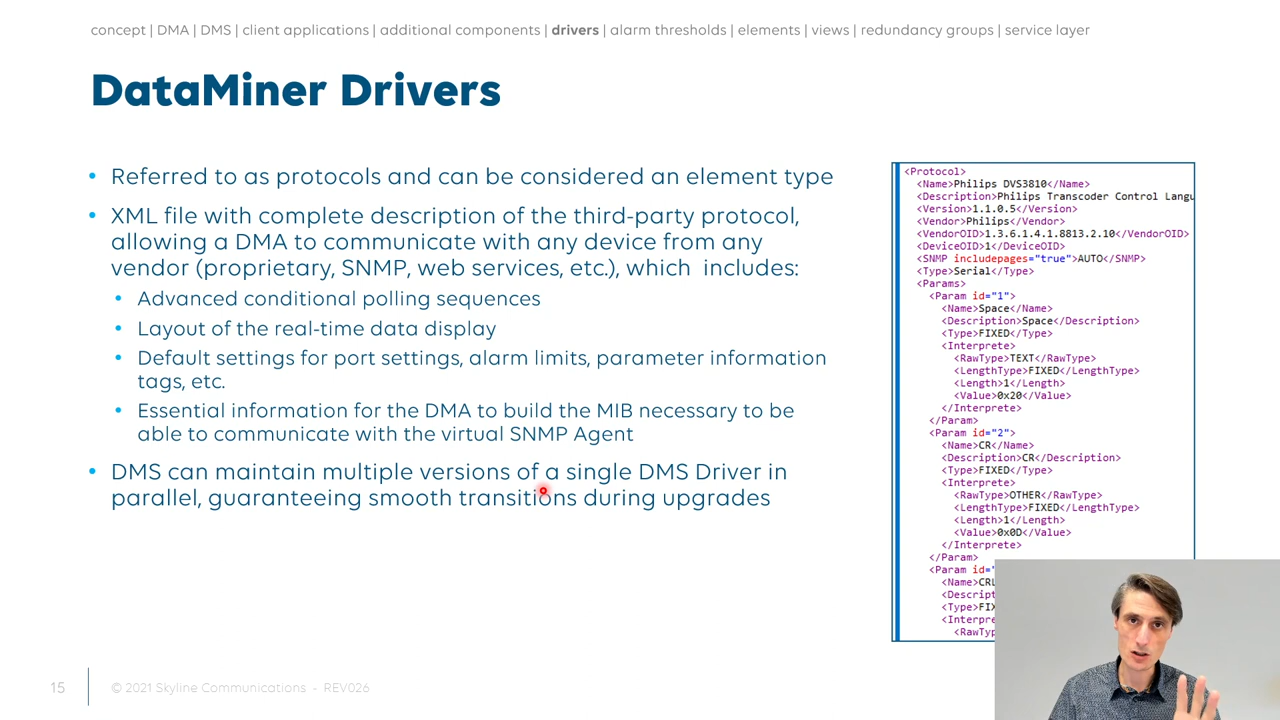 concept | DMA | DMS | client applications | additional components | drivers | alarm thresholds | elements | views | redundancy groups | service layer
DataMiner Drivers
• Referred to as protocols and can be considered an element type
• XML file with complete description of the third-party protocol,
allowing a DMA to communicate with any device from any
vendor (proprietary, SNMP, web services, etc.), which includes:
• Advanced conditional polling sequences
• Layout of the real-time data display
• Default settings for port settings, alarm limits, parameter information
tags, etc.
• Essential information for the DMA to build the MIB necessary to be
able to communicate with the virtual SNMP Agent
• DMS can maintain multiple versions of a single DMS Driver in
parallel, guaranteeing smooth transitions during upgrades
<Protocol>
<Name>Philips DVS3810</Name>
<Description>Philips Transcoder Control Langu
<Version>1.1.0.5</Version>
<Vendor>Philips</Vendor>
<VendorOID>1.3.6.1.4.1.8813.2.10</VendorOID>
<DeviceOID>1</DeviceOID>
<SNMP includepages="true">AUTO</SNMP>
<Type>Serial</Type>
<Params>
<Param id="1">
<Name>Space</Name>
<Description>Space</Description>
<Type>FIXED</Type>
<Interprete>
<RawType>TEXT</RawType>
<LengthType>FIXED</LengthType>
<Length>1</Length>
<Value>0x20</Value>
</Interprete>
</Param>
<Param id="2">
<Name>CR</Name>
<Description>CR</Description>
<Type>FIXED</Type>
<Interprete>
<RawType>OTHER</RawType>
<LengthType>FIXED</LengthType>
<Length>1</Length>
<Value>0x0D</Value>
</Interprete>
</Param>
<Param id="
<Name>CRL
<Descript
<Type>FIX
<Interpre
<RawTyp
15
© 2021 Skyline Communications - REV026